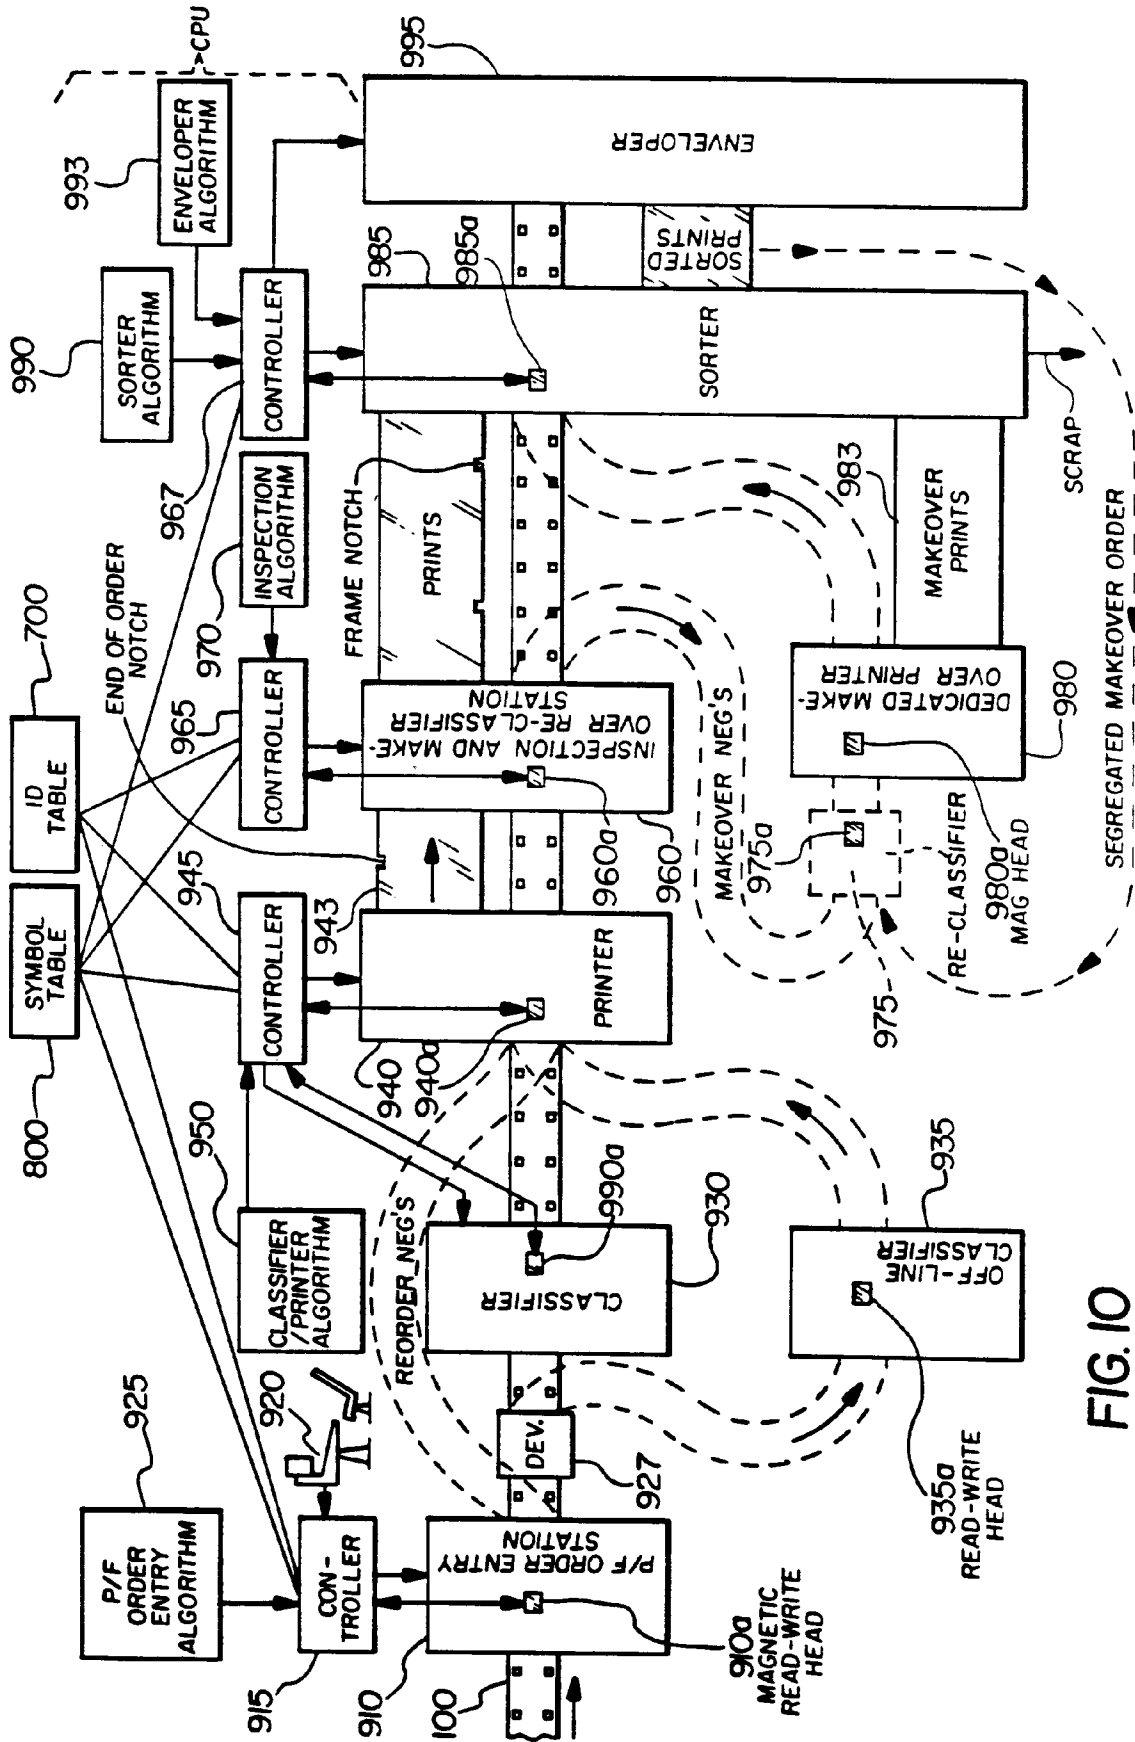 SYMBOL
TABLE
800
ID
TABLE
700
P/F
ORDER
ENTRY
ALGORITHM
925
CLASSIFIER
/PRINTER
ALGORITHM
950
INSPECTION
ALGORITHM
970
SORTER
ALGORITHM
990
ENVELOPER
ALGORITHM
993
CPU
CON-
TROLLER
915
920
CONTROLLER
945
CONTROLLER
965
CONTROLLER
967
END OF ORDER
NOTCH
FRAME NOTCH
P/F ORDER ENTRY
STATION
910
100
910a
MAGNETIC
READ-WRITE
HEAD
DEV.
927
REORDER NEG'S
CLASSIFIER
990a
930
OFF-LINE
CLASSIFIER
935
935a
READ-WRITE
HEAD
PRINTER
940
940a
943
INSPECTION AND MAKE-
OVER RE-CLASSIFIER
STATION
960a
960
PRINTS
MAKEOVER NEG'S
975a
975
RE-CLASSIFIER
DEDICATED MAKE-
OVER PRINTER
980
980a
MAG HEAD
MAKEOVER
PRINTS
983
SORTER
985
985a
SCRAP
SORTED
PRINTS
ENVELOPER
995
SEGREGATED MAKEOVER ORDER
FIG. 10